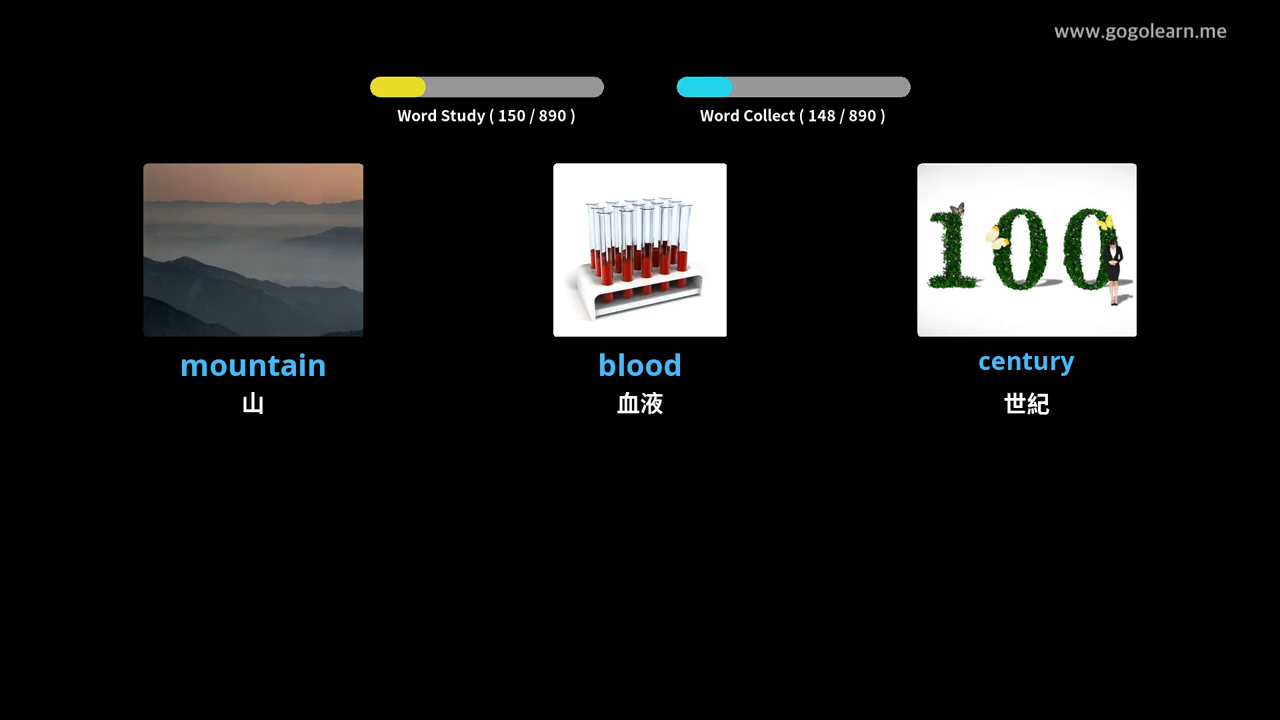 www.gogolearn.me
Word Study ( 150 / 890 )
Word Collect ( 148 / 890 )
100
mountain
山
blood
血液
century
世紀